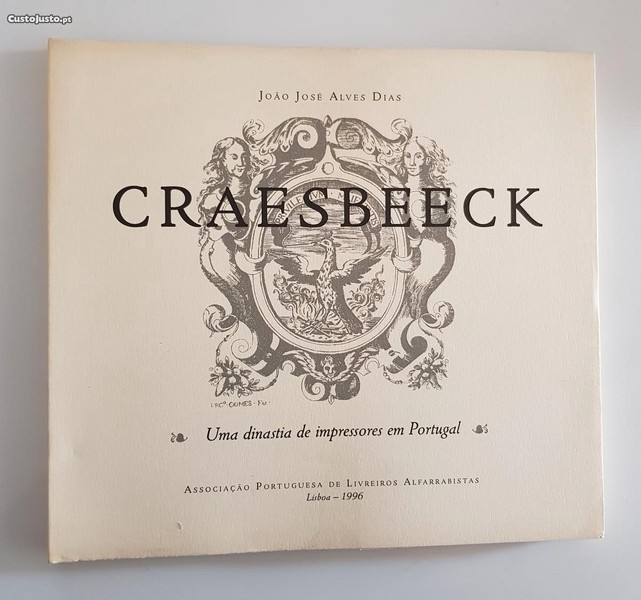 CustoJusto.pt
João José Alves Dias
CRAESBEECK
Uma dinastia de impressores em Portugal
Associação Portuguesa de Livreiros Alfarrabistas
Lisboa – 1996